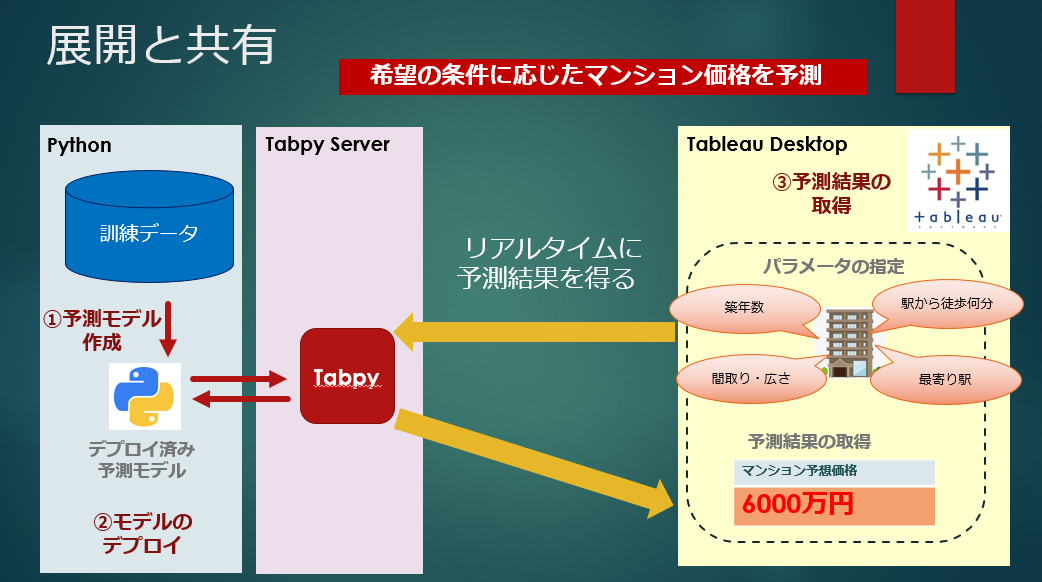 展開と共有
希望の条件に応じたマンション価格を予測
Python
訓練データ
①予測モデル
作成
デプロイ済み
予測モデル
②モデルの
デプロイ
Tabpy Server
Tabpy
リアルタイムに
予測結果を得る
Tableau Desktop
③予測結果の
取得
+ableau
SOFTWARE
パラメータの指定
築年数
駅から徒歩何分
間取り・広さ
最寄り駅
予測結果の取得
マンション予想価格
6000万円